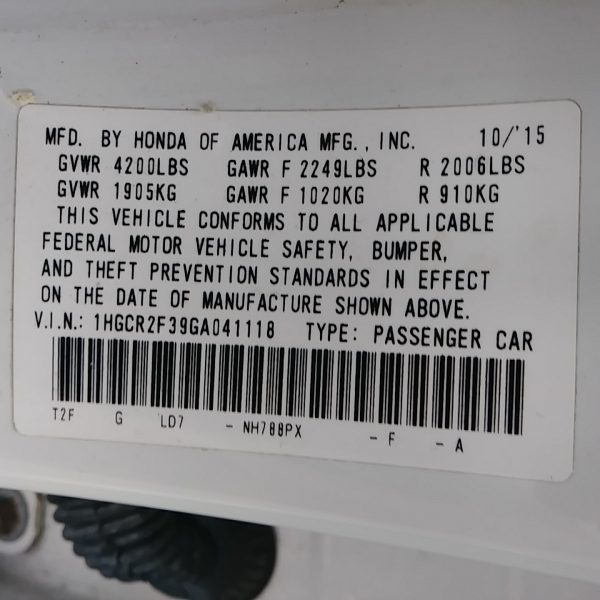 MFD. BY HONDA OF AMERICA MFG., INC. 10/'15
GVWR 4200LBS GAWR F 2249LBS R 2006LBS
GVWR 1905KG GAWR F 1020KG R 910KG
THIS VEHICLE CONFORMS TO ALL APPLICABLE
FEDERAL MOTOR VEHICLE SAFETY, BUMPER,
AND THEFT PREVENTION STANDARDS IN EFFECT
ON THE DATE OF MANUFACTURE SHOWN ABOVE.
V.I.N.: 1HGCR2F39GA041118 TYPE: PASSENGER CAR
T2F G LD7 - NH788PX - F - A